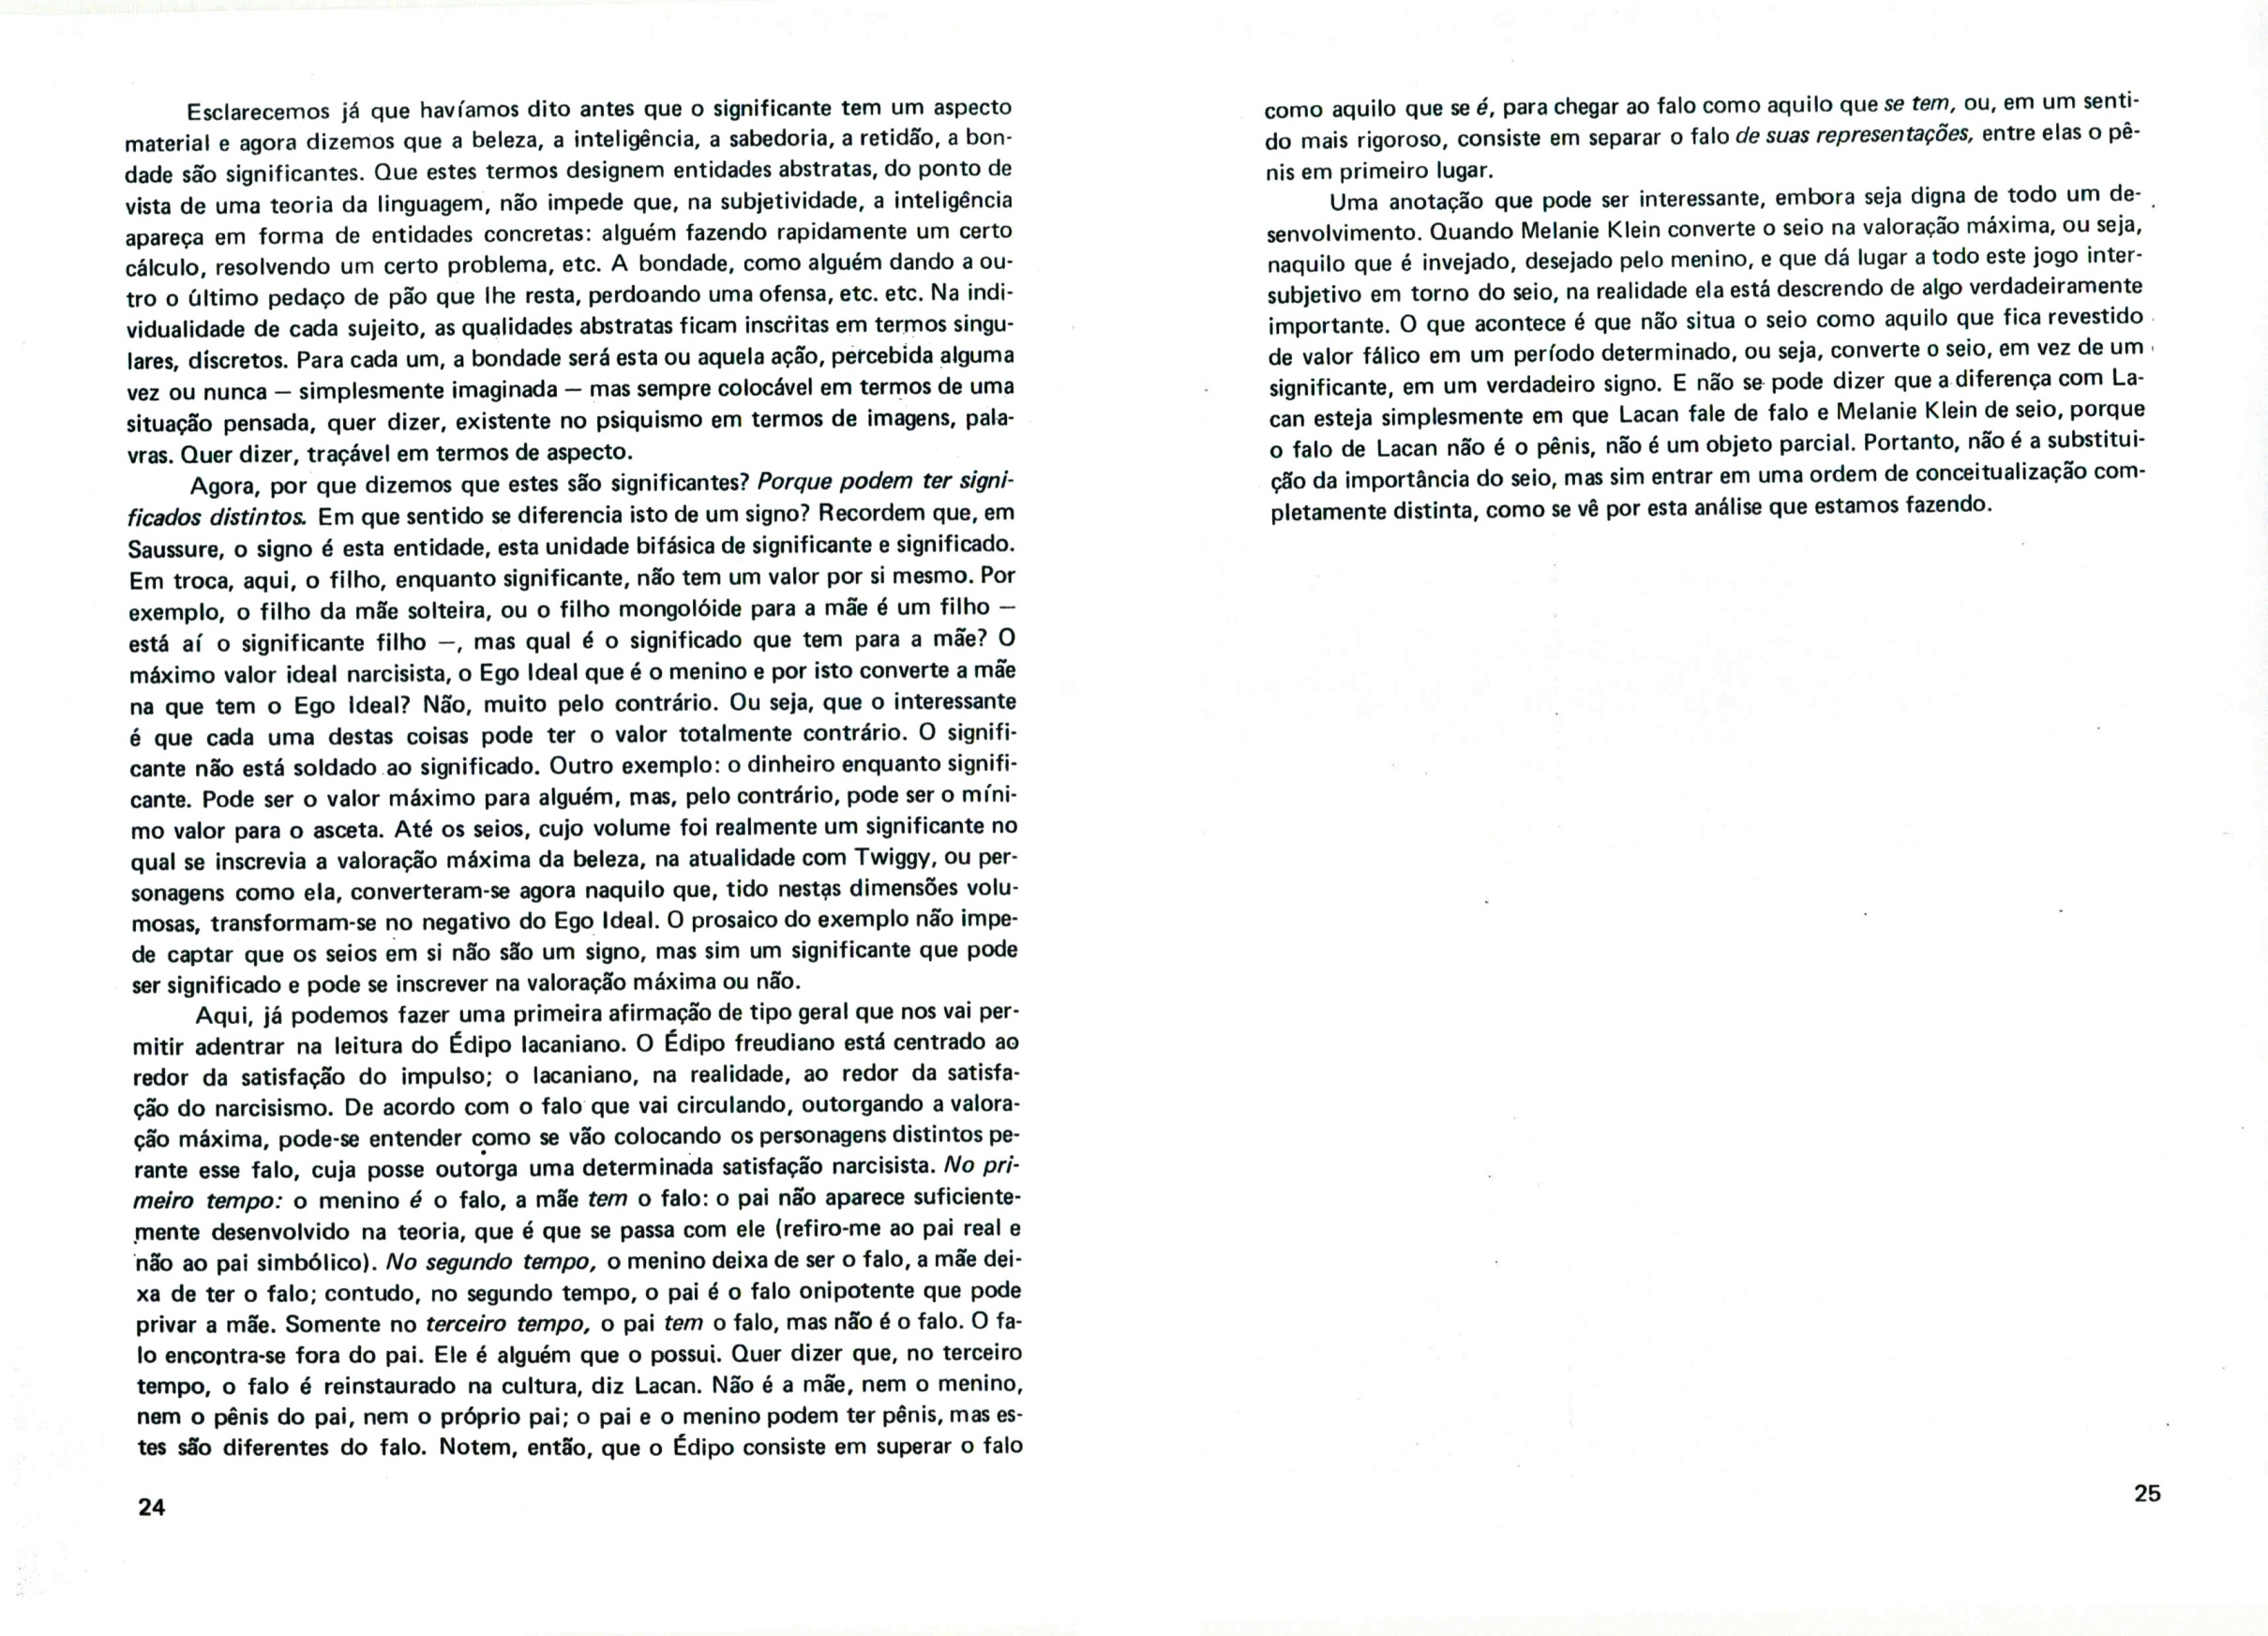 Esclarecemos já que havíamos dito antes que o significante tem um aspecto
material e agora dizemos que a beleza, a inteligência, a sabedoria, a retidão, a bon-
dade são significantes. Que estes termos designem entidades abstratas, do ponto de
vista de uma teoria da linguagem, não impede que, na subjetividade, a inteligência
apareça em forma de entidades concretas: alguém fazendo rapidamente um certo
cálculo, resolvendo um certo problema, etc. A bondade, como alguém dando a ou-
tro o último pedaço de pão que lhe resta, perdoando uma ofensa, etc. etc. Na indi-
vidualidade de cada sujeito, as qualidades abstratas ficam inscritas em termos singu-
lares, discretos. Para cada um, a bondade será esta ou aquela ação, percebida alguma
vez ou nunca — simplesmente imaginada — mas sempre colocável em termos de uma
situação pensada, quer dizer, existente no psiquismo em termos de imagens, pala-
vras. Quer dizer, traçável em termos de aspecto.
Agora, por que dizemos que estes são significantes? Porque podem ter signi-
ficados distintos. Em que sentido se diferencia isto de um signo? Recordem que, em
Saussure, o signo é esta entidade, esta unidade bifásica de significante e significado.
Em troca, aqui, o filho, enquanto significante, não tem um valor por si mesmo. Por
exemplo, o filho da mãe solteira, ou o filho mongolóide para a mãe é um filho —
está aí o significante filho —, mas qual é o significado que tem para a mãe? O
máximo valor ideal narcisista, o Ego Ideal que é o menino e por isto converte a mãe
na que tem o Ego Ideal? Não, muito pelo contrário. Ou seja, que o interessante
é que cada uma destas coisas pode ter o valor totalmente contrário. O signifi-
cante não está soldado ao significado. Outro exemplo: o dinheiro enquanto signifi-
cante. Pode ser o valor máximo para alguém, mas, pelo contrário, pode ser o míni-
mo valor para o asceta. Até os seios, cujo volume foi realmente um significante no
qual se inscrevia a valoração máxima da beleza, na atualidade com Twiggy, ou per-
sonagens como ela, converteram-se agora naquilo que, tido nestas dimensões volu-
mosas, transformam-se no negativo do Ego Ideal. O prosaico do exemplo não impe-
de captar que os seios em si não são um signo, mas sim um significante que pode
ser significado e pode se inscrever na valoração máxima ou não.
Aqui, já podemos fazer uma primeira afirmação de tipo geral que nos vai per-
mitir adentrar na leitura do Édipo lacaniano. O Édipo freudiano está centrado ao
redor da satisfação do impulso; o lacaniano, na realidade, ao redor da satisfa-
ção do narcisismo. De acordo com o falo que vai circulando, outorgando a valora-
ção máxima, pode-se entender como se vão colocando os personagens distintos pe-
rante esse falo, cuja posse outorga uma determinada satisfação narcisista. No pri-
meiro tempo: o menino é o falo, a mãe tem o falo: o pai não aparece suficiente-
mente desenvolvido na teoria, que é que se passa com ele (refiro-me ao pai real e
não ao pai simbólico). No segundo tempo, o menino deixa de ser o falo, a mãe dei-
xa de ter o falo; contudo, no segundo tempo, o pai é o falo onipotente que pode
privar a mãe. Somente no terceiro tempo, o pai tem o falo, mas não é o falo. O fa-
lo encontra-se fora do pai. Ele é alguém que o possui. Quer dizer que, no terceiro
tempo, o falo é reinstaurado na cultura, diz Lacan. Não é a mãe, nem o menino,
nem o pênis do pai, nem o próprio pai; o pai e o menino podem ter pênis, mas es-
tes são diferentes do falo. Notem, então, que o Édipo consiste em superar o falo
24
como aquilo que se é, para chegar ao falo como aquilo que se tem, ou, em um senti-
do mais rigoroso, consiste em separar o falo de suas representações, entre elas o pê-
nis em primeiro lugar.
Uma anotação que pode ser interessante, embora seja digna de todo um de-
senvolvimento. Quando Melanie Klein converte o seio na valoração máxima, ou seja,
naquilo que é invejado, desejado pelo menino, e que dá lugar a todo este jogo inter-
subjetivo em torno do seio, na realidade ela está descrendo de algo verdadeiramente
importante. O que acontece é que não situa o seio como aquilo que fica revestido
de valor fálico em um período determinado, ou seja, converte o seio, em vez de um
significante, em um verdadeiro signo. E não se pode dizer que a diferença com La-
can esteja simplesmente em que Lacan fale de falo e Melanie Klein de seio, porque
o falo de Lacan não é o pênis, não é um objeto parcial. Portanto, não é a substitui-
ção da importância do seio, mas sim entrar em uma ordem de conceitualização com-
pletamente distinta, como se vê por esta análise que estamos fazendo.
25